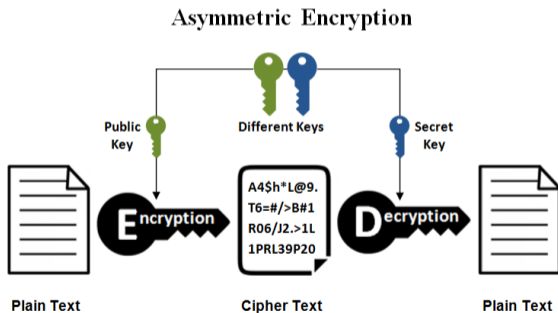 Asymmetric Encryption
Public
Key
Different Keys
Secret
Key
Encryption
A4$h*L@9.
T6=#/>B#1
R06/J2.>1L
1PRL39P20
Decryption
Plain Text
Cipher Text
Plain Text